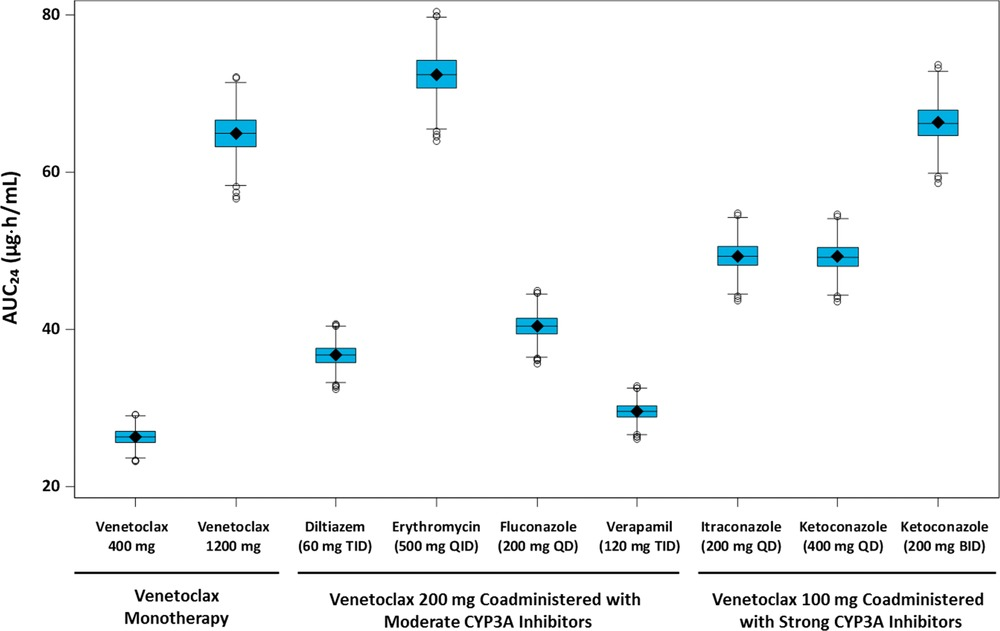 80
60
40
20
AUC₂₄ (µg·h/mL)
Venetoclax
400 mg
Venetoclax
1200 mg
Diltiazem
(60 mg TID)
Erythromycin
(500 mg QID)
Fluconazole
(200 mg QD)
Verapamil
(120 mg TID)
Itraconazole
(200 mg QD)
Ketoconazole
(400 mg QD)
Ketoconazole
(200 mg BID)
Venetoclax
Monotherapy
Venetoclax 200 mg Coadministered with
Moderate CYP3A Inhibitors
Venetoclax 100 mg Coadministered
with Strong CYP3A Inhibitors